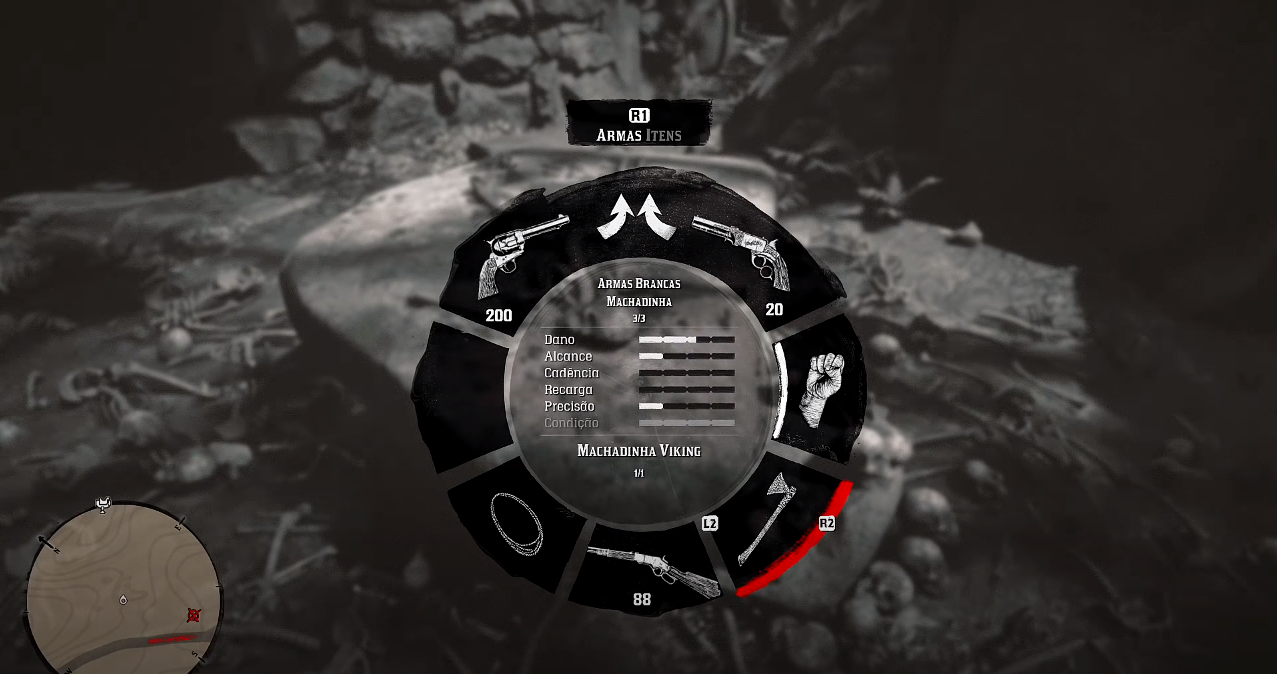 R1
Armas Itens
200
20
Armas Brancas
Machadinha
3/3
Dano
Alcance
Cadência
Recarga
Precisão
Condição
Machadinha Viking
1/1
L2
R2
88
N
E
S
W